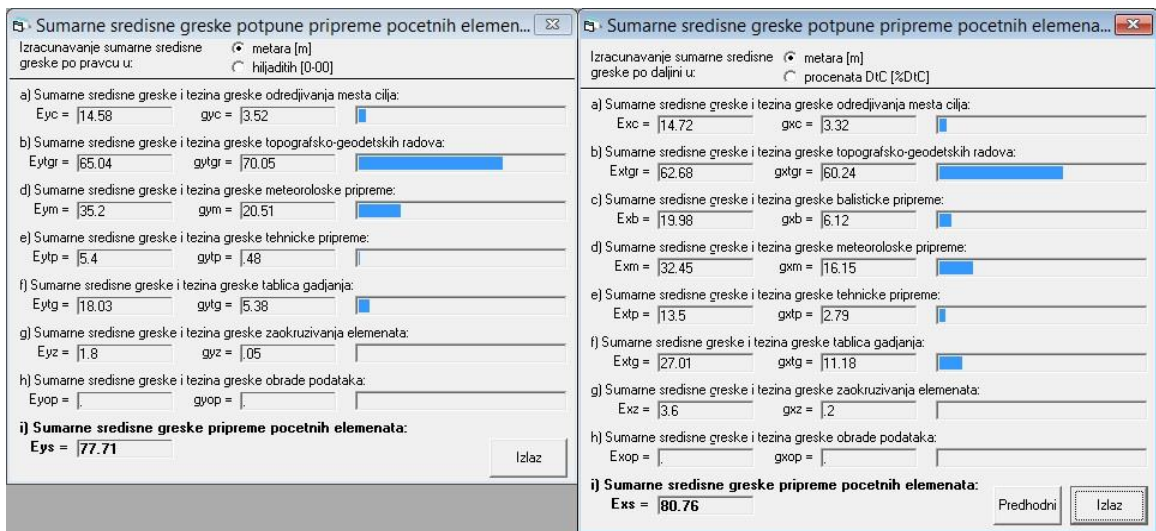 Sumarne sredisne greske potpune pripreme pocetnih elemen...
Izracunavanje sumarne sredisne greske po pravcu u:
metara [m]
hiljaditih [0-00]
a) Sumarne sredisne greske i tezina greske odredjivanja mesta cilja:
Eyc = 14.58 gyc = 3.52
b) Sumarne sredisne greske i tezina greske topografsko-geodetskih radova:
Eytgr = 65.04 gytgr = 70.05
d) Sumarne sredisne greske i tezina greske meteoroloske pripreme:
Eym = 35.2 gym = 20.51
e) Sumarne sredisne greske i tezina greske tehnicke pripreme:
Eytp = 5.4 gytp = .48
f) Sumarne sredisne greske i tezina greske tablica gadjanja:
Eytg = 18.03 gytg = 5.38
g) Sumarne sredisne greske i tezina greske zaokruzivanja elemenata:
Eyz = 1.8 gyz = .05
h) Sumarne sredisne greske i tezina greske obrade podataka:
Eyop = . gyop = .
i) Sumarne sredisne greske pripreme pocetnih elemenata:
Eys = 77.71
Izlaz
Sumarne sredisne greske potpune pripreme pocetnih elemenata...
Izracunavanje sumarne sredisne greske po daljini u:
metara [m]
procenata DtC [%DtC]
a) Sumarne sredisne greske i tezina greske odredjivanja mesta cilja:
Exc = 14.72 gxc = 3.32
b) Sumarne sredisne greske i tezina greske topografsko-geodetskih radova:
Extgr = 62.68 gxtgr = 60.24
c) Sumarne sredisne greske i tezina greske balisticke pripreme:
Exb = 19.98 gxb = 6.12
d) Sumarne sredisne greske i tezina greske meteoroloske pripreme:
Exm = 32.45 gxm = 16.15
e) Sumarne sredisne greske i tezina greske tehnicke pripreme:
Extp = 13.5 gxtp = 2.79
f) Sumarne sredisne greske i tezina greske tablica gadjanja:
Extg = 27.01 gxtg = 11.18
g) Sumarne sredisne greske i tezina greske zaokruzivanja elemenata:
Exz = 3.6 gxz = .2
h) Sumarne sredisne greske i tezina greske obrade podataka:
Exop = . gxop = .
i) Sumarne sredisne greske pripreme pocetnih elemenata:
Exs = 80.76
Predhodni
Izlaz